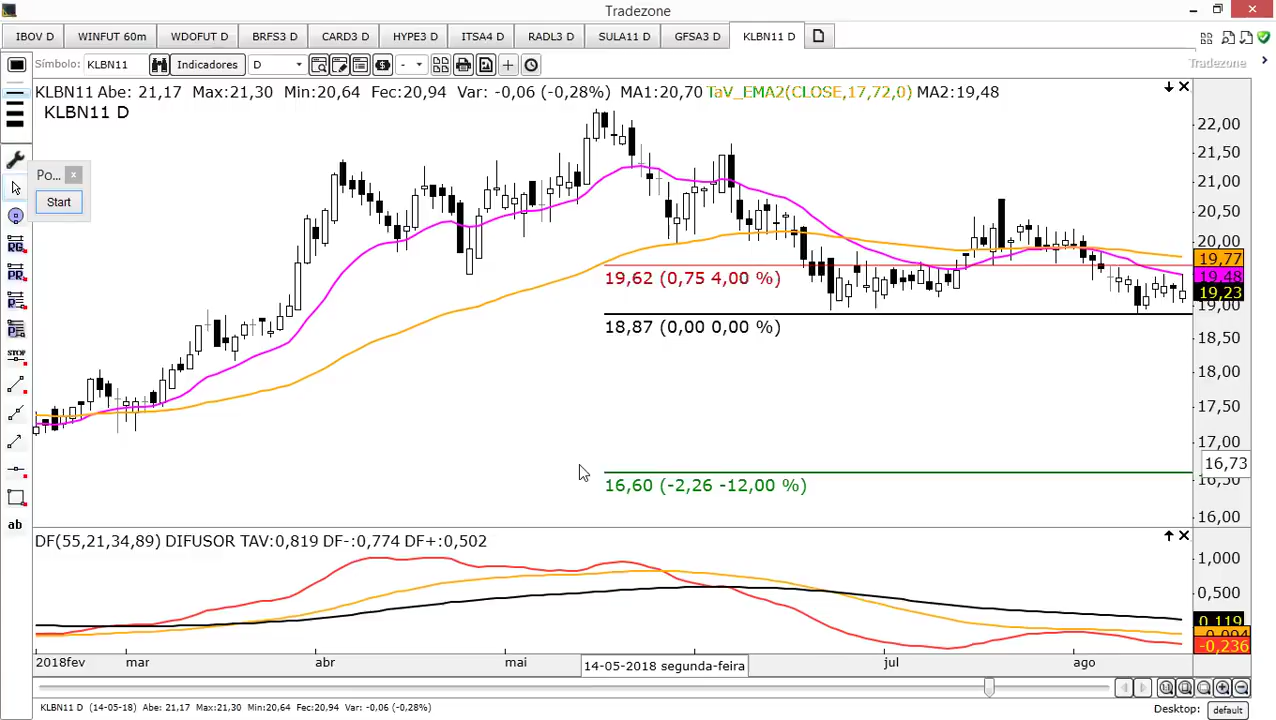 Tradezone
IBOV D WINFUT 60m WDOFUT D BRFS3 D CARD3 D HYPE3 D ITSA4 D RADL3 D SULA11 D GFSA3 D KLBN11 D
Símbolo: KLBN11 Indicadores D -
Tradezone
KLBN11 Abe: 21,17 Max:21,30 Min:20,64 Fec:20,94 Var: -0,06 (-0,28%) MA1:20,70 TaV_EMA2(CLOSE,17,72,0) MA2:19,48
KLBN11 D
22,00
21,50
Po... x
21,00
Start
20,50
RG
20,00
19,77
PR
19,62 (0,75 4,00 %)
19,48
19,23
19,00
18,87 (0,00 0,00 %)
18,50
STOP
18,00
17,50
17,00
16,73
16,60 (-2,26 -12,00 %)
16,50
16,00
ab
DF(55,21,34,89) DIFUSOR TAV:0,819 DF-:0,774 DF+:0,502
1,000
0,500
0,119
-0,236
2018fev mar abr mai 14-05-2018 segunda-feira jul ago
KLBN11 D (14-05-18) Abe: 21,17 Max:21,30 Min:20,64 Fec:20,94 Var: -0,06 (-0,28%)
Desktop: default